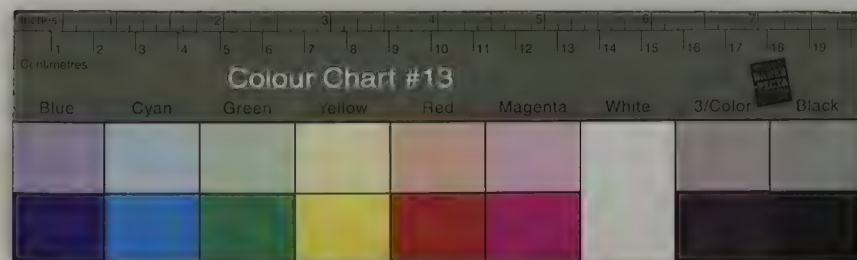 Inches 1 2 3 4 5 6 7 8
1 2 3 4 5 6 7 8 9 10 11 12 13 14 15 16 17 18 19
Centimetres
Colour Chart #13
Blue Cyan Green Yellow Red Magenta White 3/Color Black